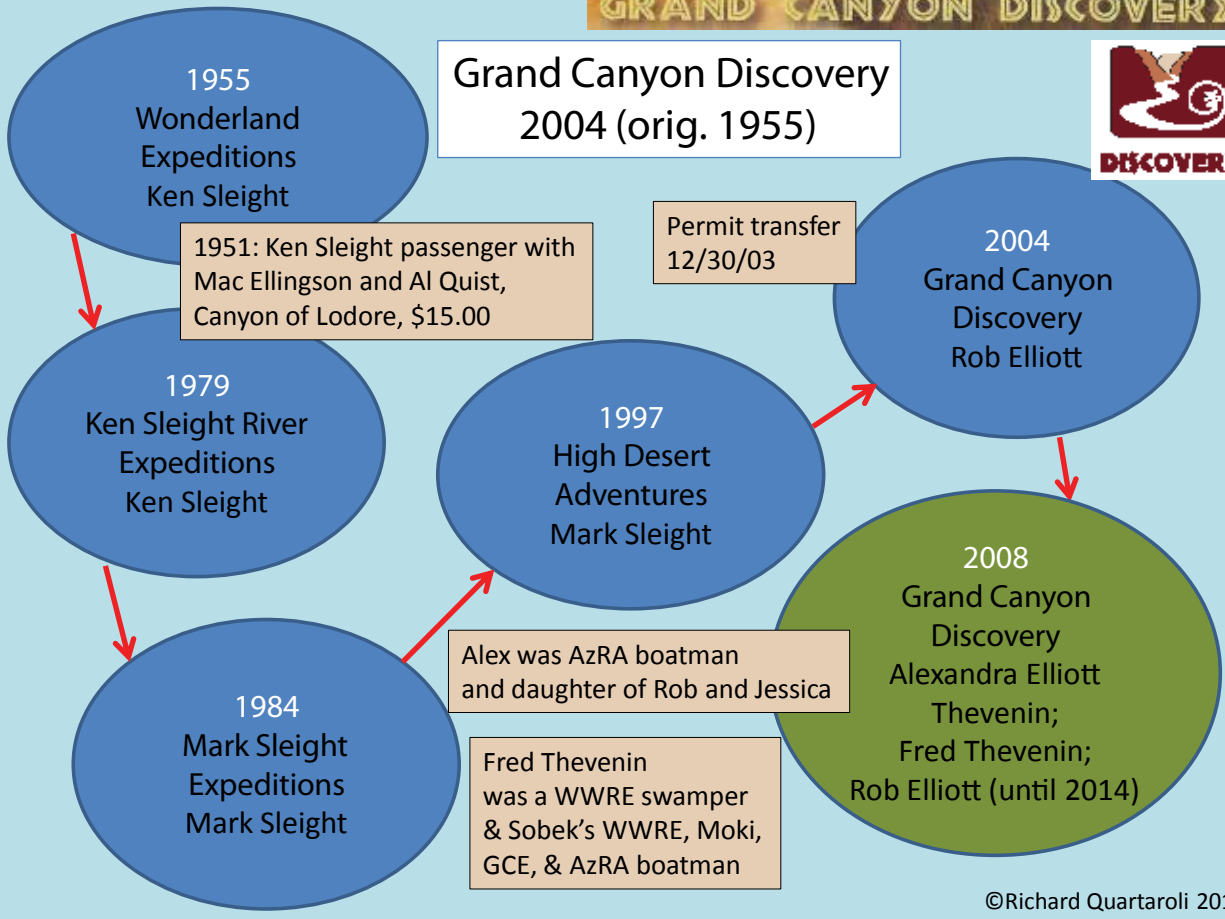 GRAND CANYON DISCOVERY
Grand Canyon Discovery
2004 (orig. 1955)
DISCOVER
1955
Wonderland
Expeditions
Ken Sleight
1951: Ken Sleight passenger with
Mac Ellingson and Al Quist,
Canyon of Lodore, $15.00
1979
Ken Sleight River
Expeditions
Ken Sleight
1984
Mark Sleight
Expeditions
Mark Sleight
1997
High Desert
Adventures
Mark Sleight
Permit transfer
12/30/03
2004
Grand Canyon
Discovery
Rob Elliott
2008
Grand Canyon
Discovery
Alexandra Elliott
Thevenin;
Fred Thevenin;
Rob Elliott (until 2014)
Alex was AzRA boatman
and daughter of Rob and Jessica
Fred Thevenin
was a WWRE swamper
& Sobek's WWRE, Moki,
GCE, & AzRA boatman
©Richard Quartaroli